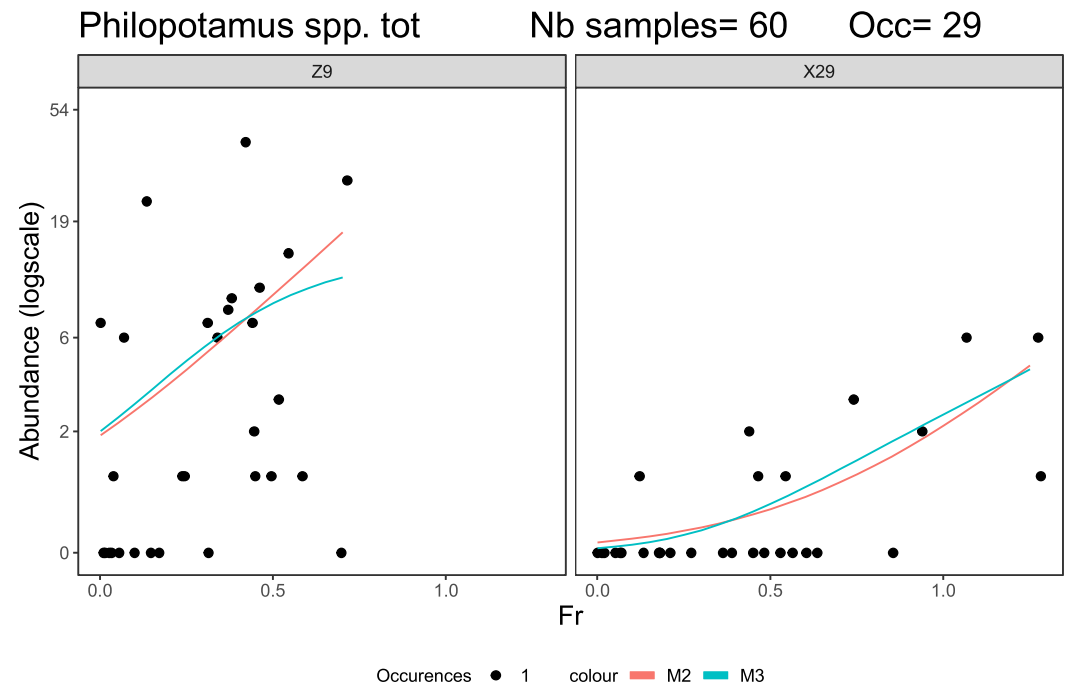 Philopotamus spp. tot Nb samples= 60 Occ= 29
Z9 X29
54
19
6
2
0
Abundance (logscale)
0.0 0.5 1.0 0.0 0.5 1.0
Fr
Occurences 1 colour M2 M3